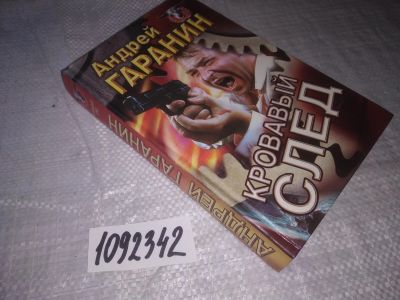 Андрей
ГАРАНИН
КРОВАВЫЙ
СЛЕД
АНДРЕЙ ГАРАНИН
1092342